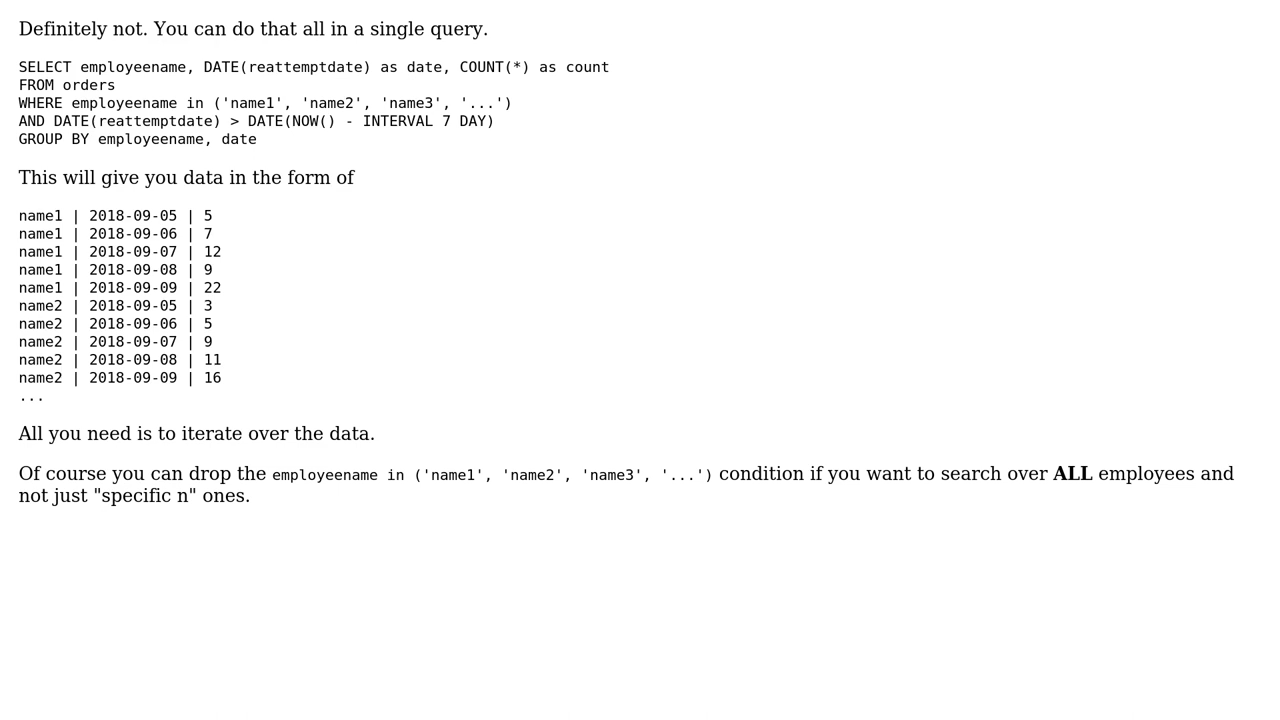 Definitely not. You can do that all in a single query.
SELECT employeename, DATE(reattemptdate) as date, COUNT(*) as count
FROM orders
WHERE employeename in ('name1', 'name2', 'name3', '...')
AND DATE(reattemptdate) > DATE(NOW() - INTERVAL 7 DAY)
GROUP BY employeename, date
This will give you data in the form of
name1 | 2018-09-05 | 5
name1 | 2018-09-06 | 7
name1 | 2018-09-07 | 12
name1 | 2018-09-08 | 9
name1 | 2018-09-09 | 22
name2 | 2018-09-05 | 3
name2 | 2018-09-06 | 5
name2 | 2018-09-07 | 9
name2 | 2018-09-08 | 11
name2 | 2018-09-09 | 16
...
All you need is to iterate over the data.
Of course you can drop the employeename in ('name1', 'name2', 'name3', '...') condition if you want to search over ALL employees and
not just "specific n" ones.